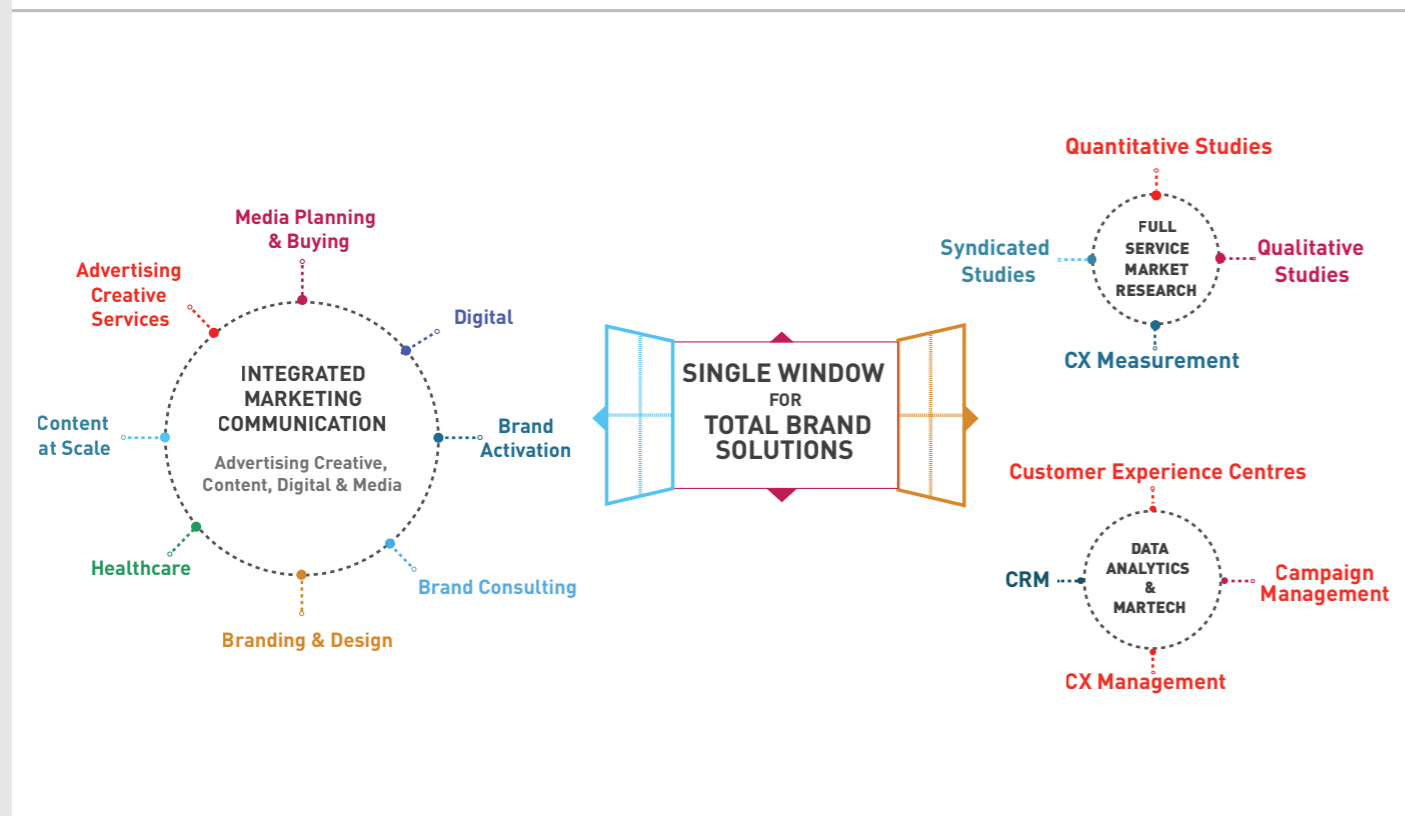 Media Planning
& Buying
Advertising
Creative
Services
Digital
INTEGRATED
MARKETING
COMMUNICATION
Advertising Creative,
Content, Digital & Media
Content
at Scale
Brand
Activation
Healthcare
Brand Consulting
Branding & Design
SINGLE WINDOW
FOR
TOTAL BRAND
SOLUTIONS
Quantitative Studies
Syndicated
Studies
FULL
SERVICE
MARKET
RESEARCH
Qualitative
Studies
CX Measurement
Customer Experience Centres
CRM
DATA
ANALYTICS
&
MARTECH
Campaign
Management
CX Management